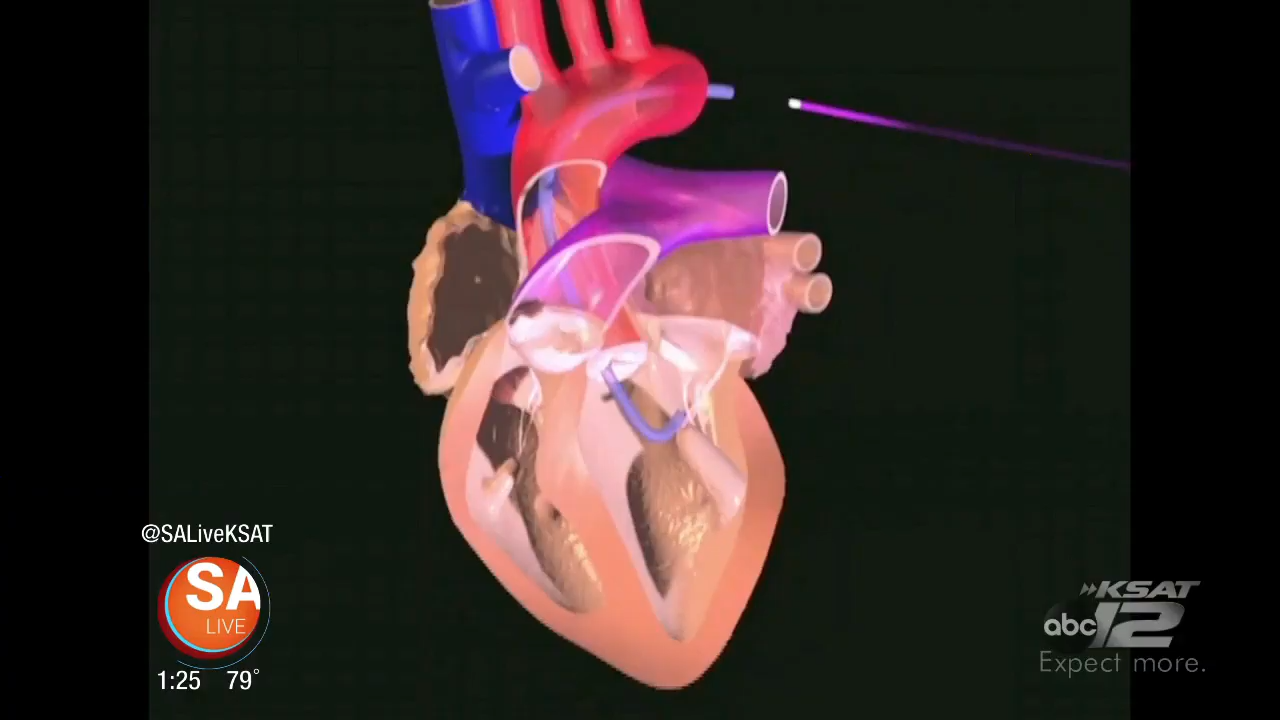 @SALiveKSAT
SA
LIVE
1:25 79°
KSAT
abc 12
Expect more.